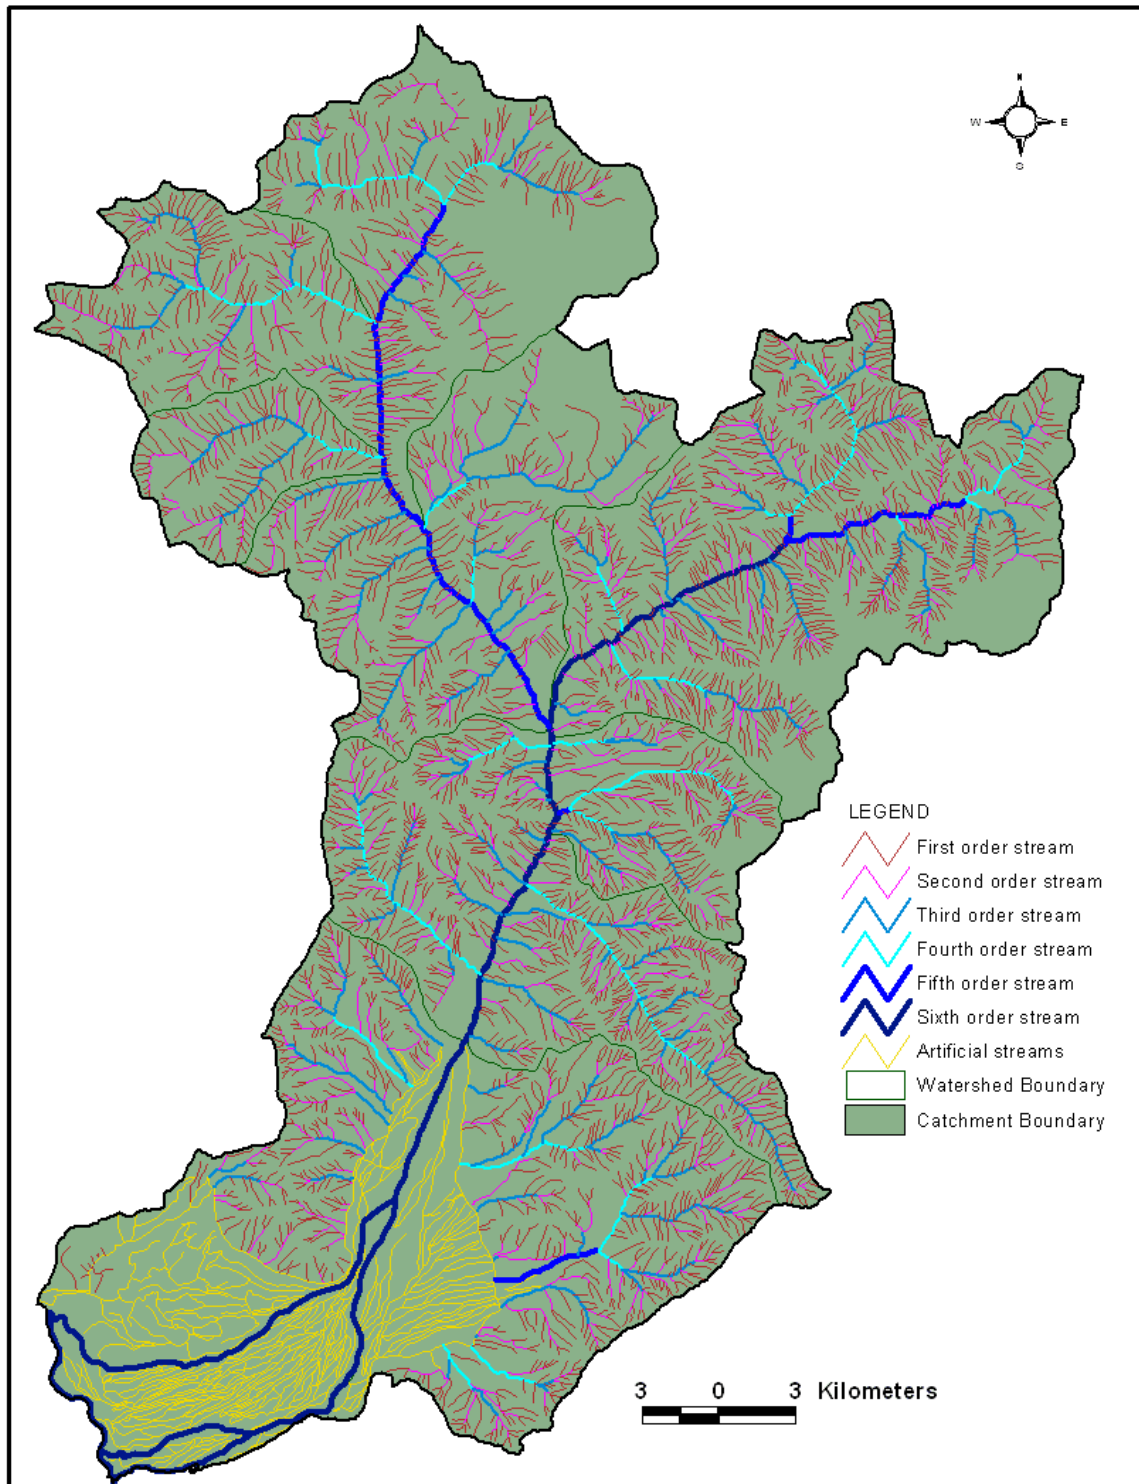 N
W E
S
LEGEND
First order stream
Second order stream
Third order stream
Fourth order stream
Fifth order stream
Sixth order stream
Artificial streams
Watershed Boundary
Catchment Boundary
3 0 3 Kilometers